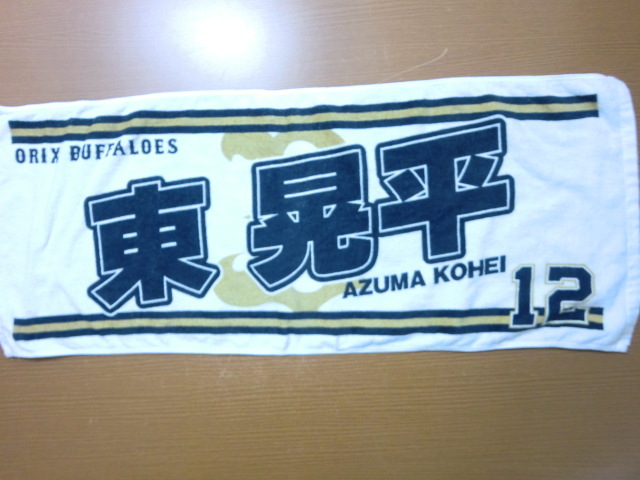 ORIX BUFFALOES
東 晃平
AZUMA KOHEI
12